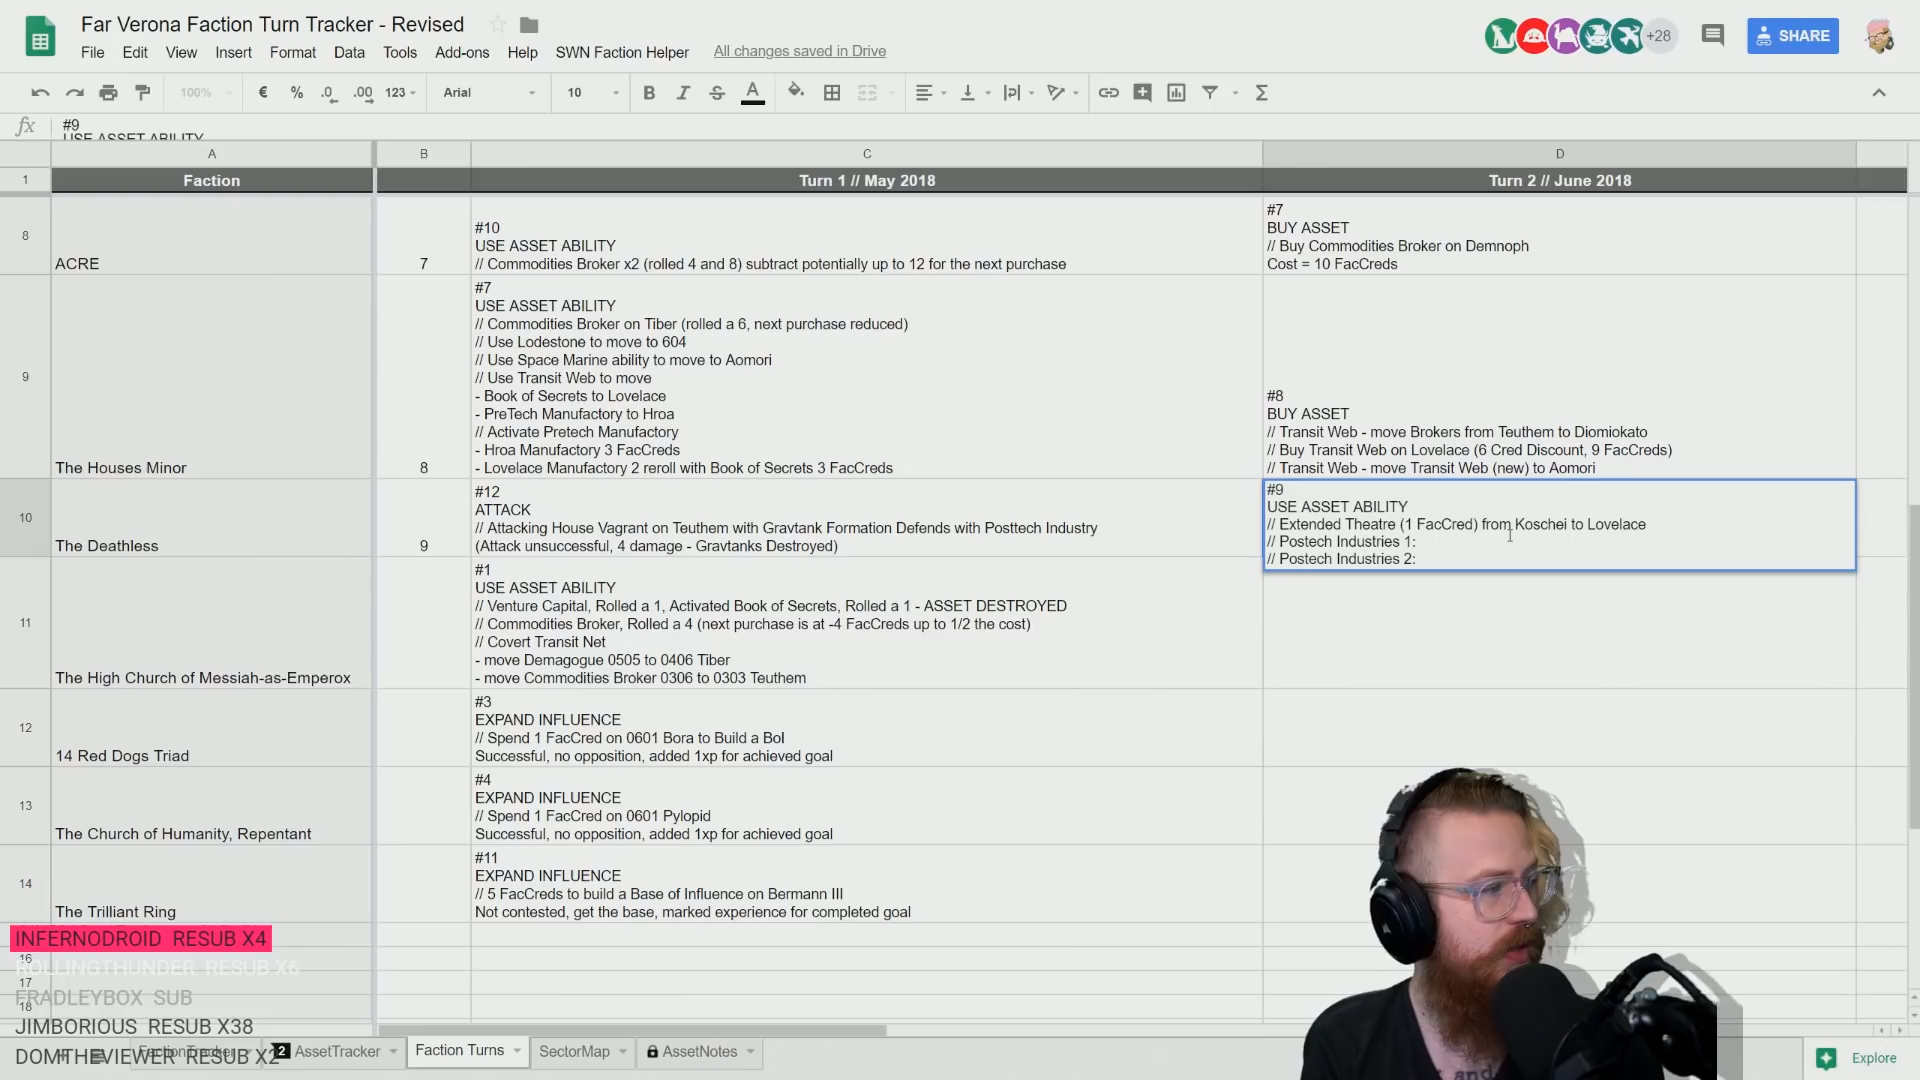 Far Verona Faction Turn Tracker - Revised
File Edit View Insert Format Data Tools Add-ons Help SWN Faction Helper All changes saved in Drive
+28
SHARE
100% € % .0 .00 123 Arial 10 B I S A
fx #9
USE ASSET ABILITY
A B C D
1 Faction Turn 1 // May 2018 Turn 2 // June 2018
8
ACRE
7
#10
USE ASSET ABILITY
// Commodities Broker x2 (rolled 4 and 8) subtract potentially up to 12 for the next purchase
#7
BUY ASSET
// Buy Commodities Broker on Demnoph
Cost = 10 FacCreds
9
The Houses Minor
8
#7
USE ASSET ABILITY
// Commodities Broker on Tiber (rolled a 6, next purchase reduced)
// Use Lodestone to move to 604
// Use Space Marine ability to move to Aomori
// Use Transit Web to move
- Book of Secrets to Lovelace
- PreTech Manufactory to Hroa
// Activate Pretech Manufactory
- Hroa Manufactory 3 FacCreds
- Lovelace Manufactory 2 reroll with Book of Secrets 3 FacCreds
#8
BUY ASSET
// Transit Web - move Brokers from Teuthem to Diomiokato
// Buy Transit Web on Lovelace (6 Cred Discount, 9 FacCreds)
// Transit Web - move Transit Web (new) to Aomori
10
The Deathless
9
#12
ATTACK
// Attacking House Vagrant on Teuthem with Gravtank Formation Defends with Posttech Industry
(Attack unsuccessful, 4 damage - Gravtanks Destroyed)
#9
USE ASSET ABILITY
// Extended Theatre (1 FacCred) from Koschei to Lovelace
// Postech Industries 1:
// Postech Industries 2:
11
The High Church of Messiah-as-Emperox
#1
USE ASSET ABILITY
// Venture Capital, Rolled a 1, Activated Book of Secrets, Rolled a 1 - ASSET DESTROYED
// Commodities Broker, Rolled a 4 (next purchase is at -4 FacCreds up to 1/2 the cost)
// Covert Transit Net
- move Demagogue 0505 to 0406 Tiber
- move Commodities Broker 0306 to 0303 Teuthem
12
14 Red Dogs Triad
#3
EXPAND INFLUENCE
// Spend 1 FacCred on 0601 Bora to Build a BoI
Successful, no opposition, added 1xp for achieved goal
13
The Church of Humanity, Repentant
#4
EXPAND INFLUENCE
// Spend 1 FacCred on 0601 Pylopid
Successful, no opposition, added 1xp for achieved goal
14
The Trilliant Ring
#11
EXPAND INFLUENCE
// 5 FacCreds to build a Base of Influence on Bermann III
Not contested, get the base, marked experience for completed goal
INFERNODROID RESUB X4
16
ROLLINGTHUNDER RESUB X6
17
FRADLEYBOX SUB
18
JIMBORIOUS RESUB X38
DOMTHEVIEWER RESUB X2
FactionTracker 2 AssetTracker Faction Turns SectorMap AssetNotes Explore